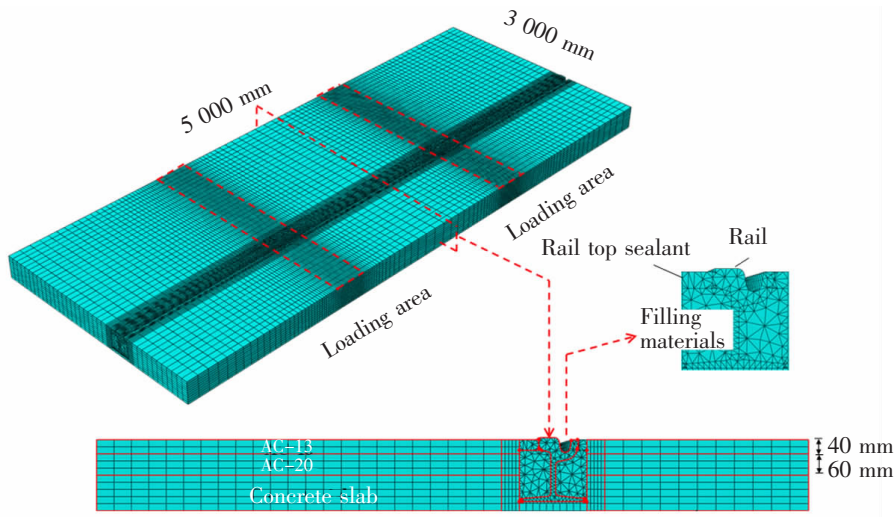 3 000 mm
5 000 mm
Loading area
Loading area
Rail top sealant
Rail
Filling
materials
AC-13
AC-20
Concrete slab
40 mm
60 mm